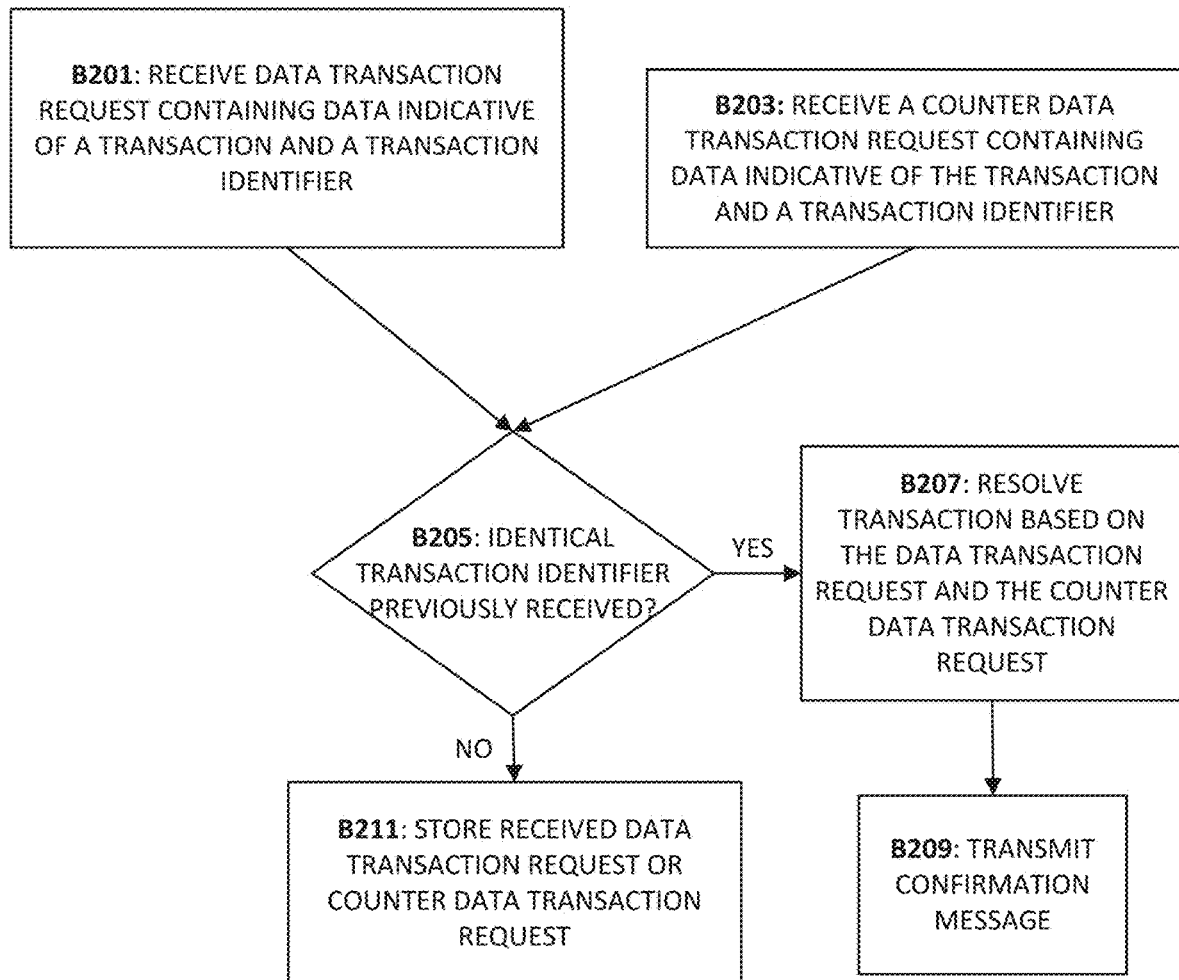 B201: RECEIVE DATA TRANSACTION
REQUEST CONTAINING DATA INDICATIVE
OF A TRANSACTION AND A TRANSACTION
IDENTIFIER
B203: RECEIVE A COUNTER DATA
TRANSACTION REQUEST CONTAINING
DATA INDICATIVE OF THE TRANSACTION
AND A TRANSACTION IDENTIFIER
B205: IDENTICAL
TRANSACTION IDENTIFIER
PREVIOUSLY RECEIVED?
YES
B207: RESOLVE
TRANSACTION BASED ON
THE DATA TRANSACTION
REQUEST AND THE COUNTER
DATA TRANSACTION
REQUEST
NO
B211: STORE RECEIVED DATA
TRANSACTION REQUEST OR
COUNTER DATA TRANSACTION
REQUEST
B209: TRANSMIT
CONFIRMATION
MESSAGE